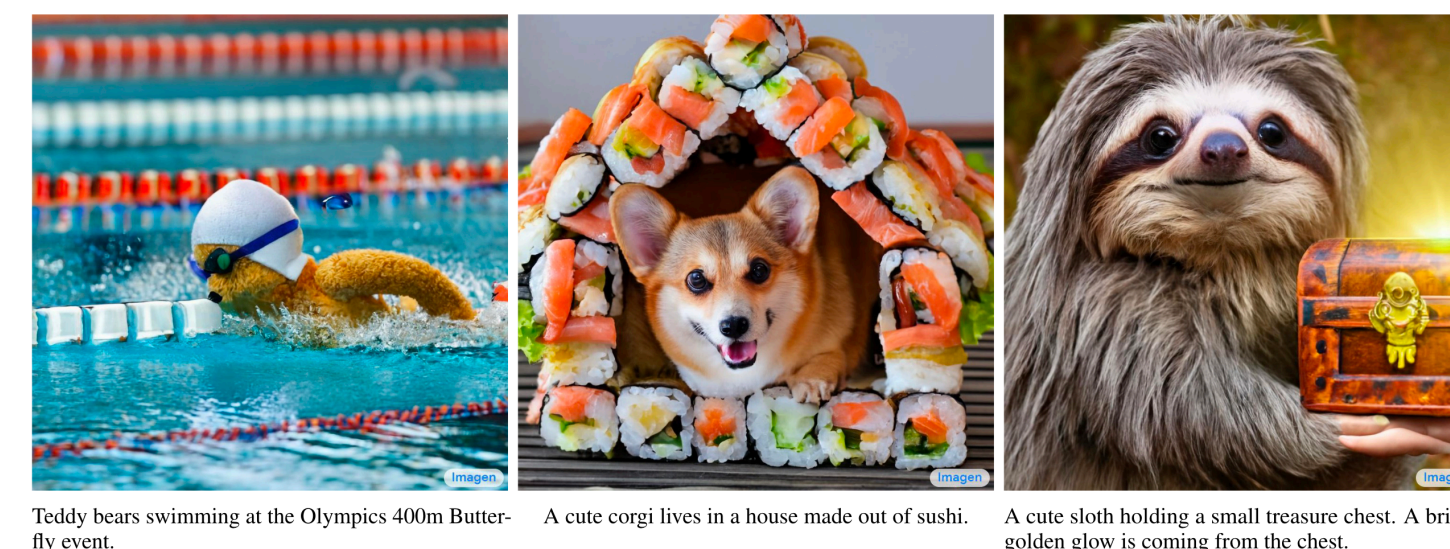 Imagen
Imagen
Teddy bears swimming at the Olympics 400m Butter-
fly event.
A cute corgi lives in a house made out of sushi.
A cute sloth holding a small treasure chest. A
golden glow is coming from the chest.